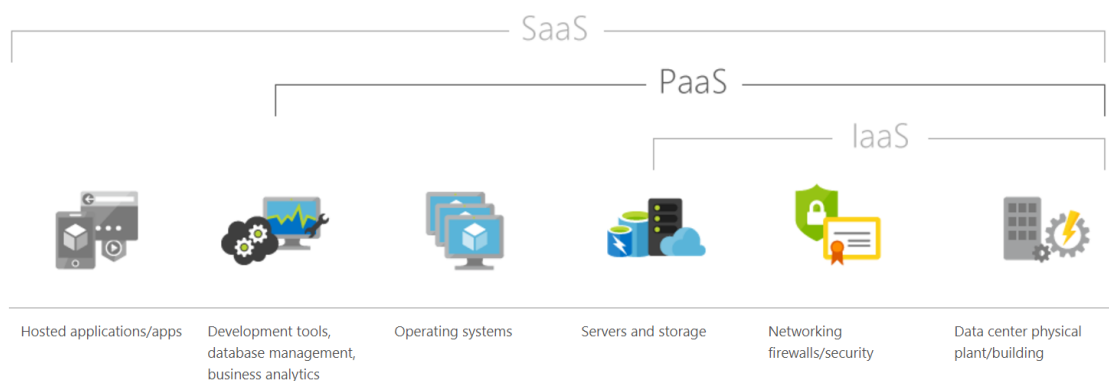 SaaS
PaaS
IaaS
Hosted applications/apps
Development tools,
database management,
business analytics
Operating systems
Servers and storage
Networking
firewalls/security
Data center physical
plant/building